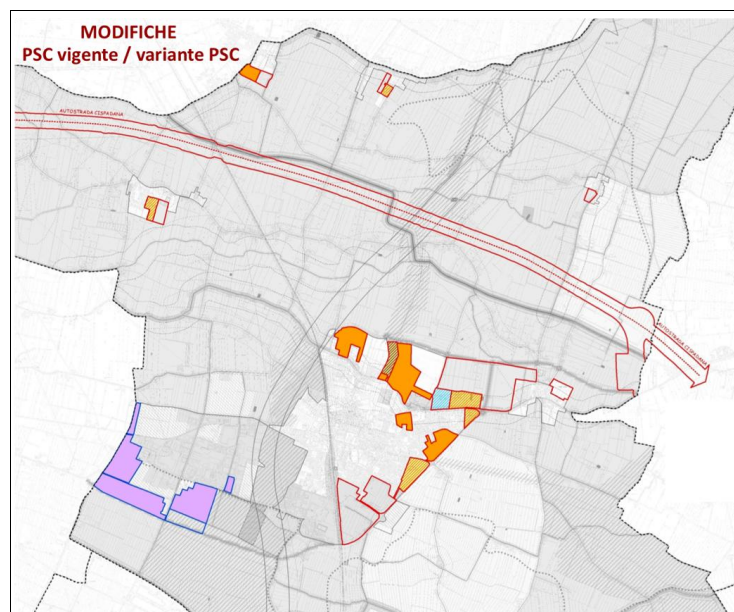 MODIFICHE
PSC vigente / variante PSC
AUTOSTRADA CISPADANA
AUTOSTRADA CISPADANA